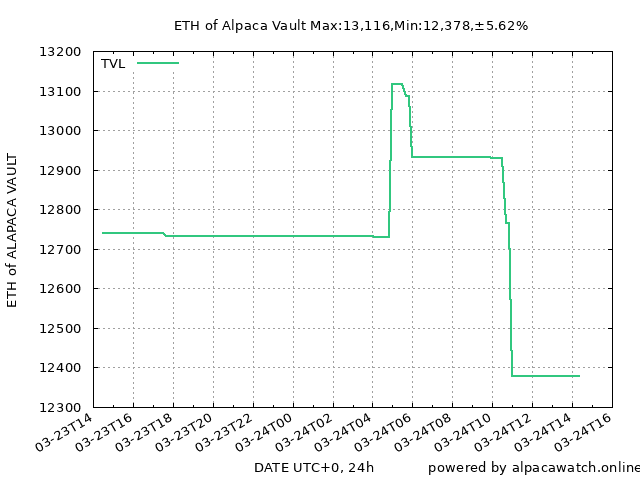 ETH of Alpaca Vault Max:13,116,Min:12,378,±5.62%
TVL
13200
13100
13000
12900
12800
12700
12600
12500
12400
12300
ETH of ALAPACA VAULT
03-23T14
03-23T16
03-23T18
03-23T20
03-23T22
03-24T00
03-24T02
03-24T04
03-24T06
03-24T08
03-24T10
03-24T12
03-24T14
03-24T16
DATE UTC+0, 24h
powered by alpacawatch.online